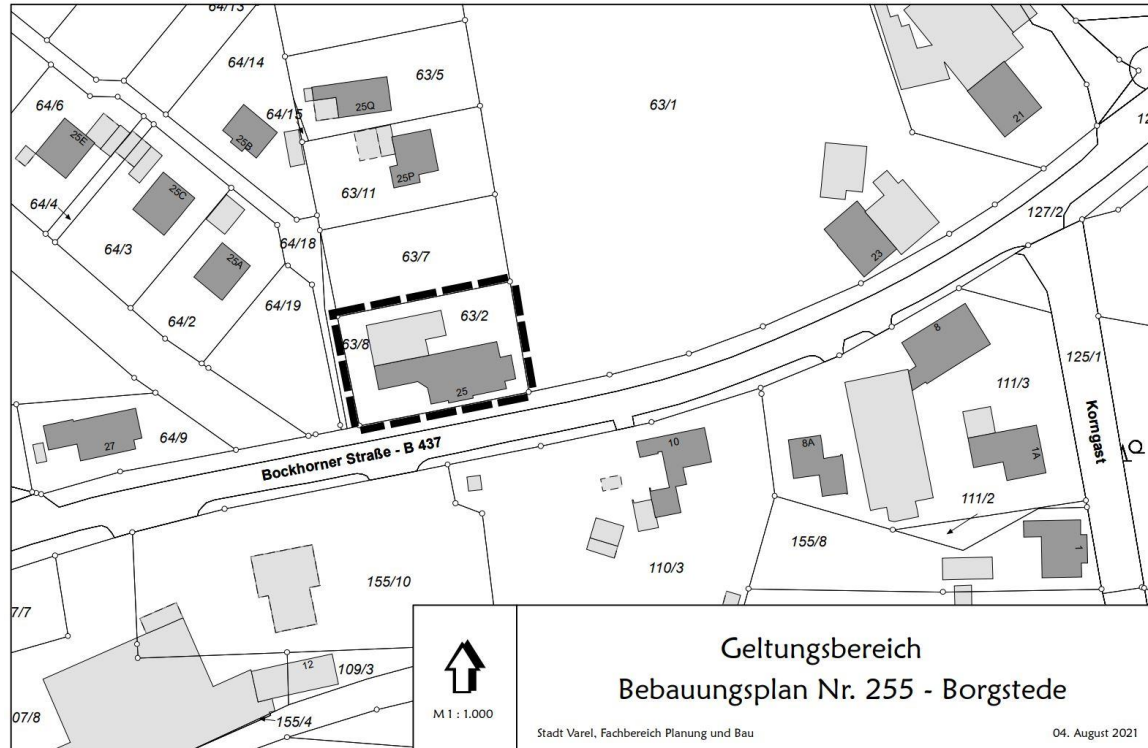 64/13
64/14
63/5
63/1
64/6
64/15
25Q
21
25E
25B
25P
25C
63/11
64/4
64/3
64/18
127/2
23
25A
63/7
64/19
64/2
63/2
63/8
8
125/1
111/3
25
27
64/9
Bockhorner Straße - B 437
10
8A
1A
Korngast
111/2
155/8
1
155/10
110/3
7/7
12
109/3
07/8
155/4
M 1 : 1.000
Geltungsbereich
Bebauungsplan Nr. 255 - Borgstede
Stadt Varel, Fachbereich Planung und Bau
04. August 2021